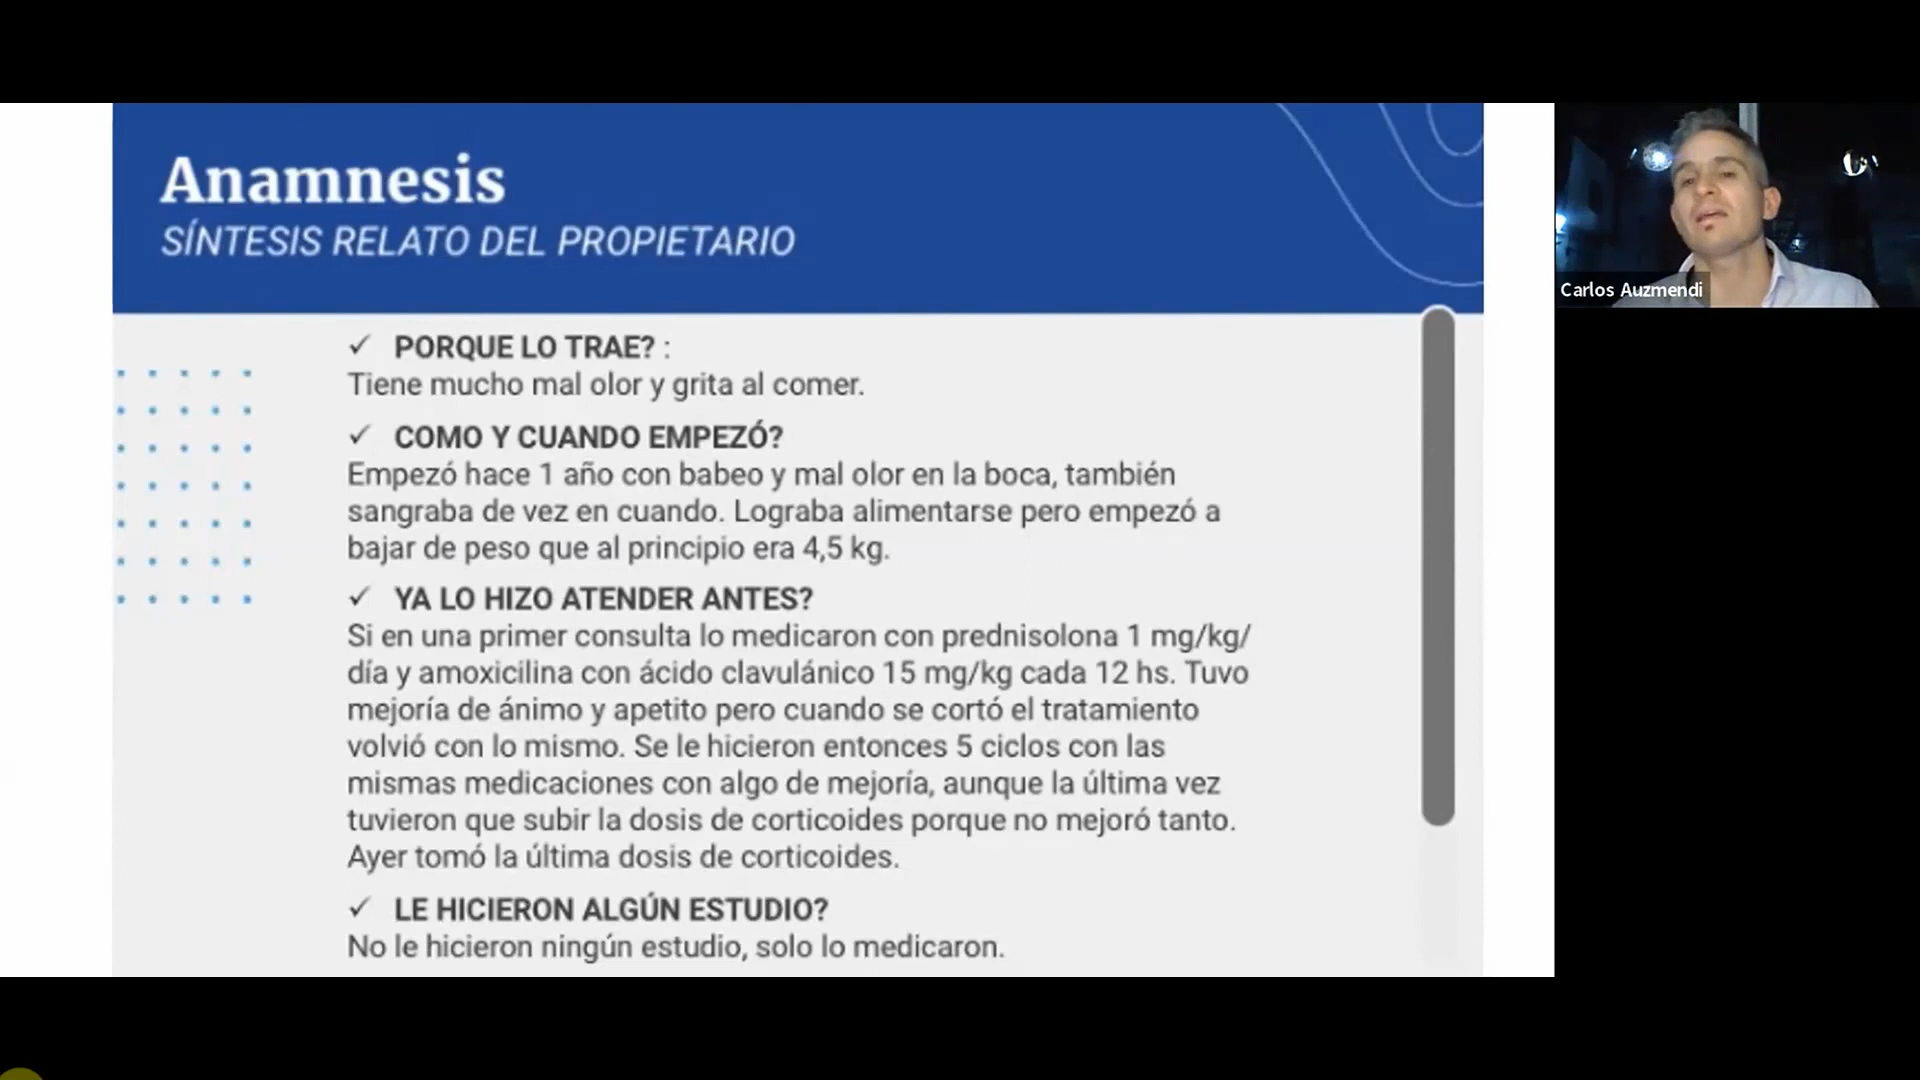 Anamnesis
SÍNTESIS RELATO DEL PROPIETARIO
✓ PORQUE LO TRAE? :
Tiene mucho mal olor y grita al comer.
✓ COMO Y CUANDO EMPEZÓ?
Empezó hace 1 año con babeo y mal olor en la boca, también
sangraba de vez en cuando. Lograba alimentarse pero empezó a
bajar de peso que al principio era 4,5 kg.
✓ YA LO HIZO ATENDER ANTES?
Si en una primer consulta lo medicaron con prednisolona 1 mg/kg/
día y amoxicilina con ácido clavulánico 15 mg/kg cada 12 hs. Tuvo
mejoría de ánimo y apetito pero cuando se cortó el tratamiento
volvió con lo mismo. Se le hicieron entonces 5 ciclos con las
mismas medicaciones con algo de mejoría, aunque la última vez
tuvieron que subir la dosis de corticoides porque no mejoró tanto.
Ayer tomó la última dosis de corticoides.
✓ LE HICIERON ALGÚN ESTUDIO?
No le hicieron ningún estudio, solo lo medicaron.
Carlos Auzmendi